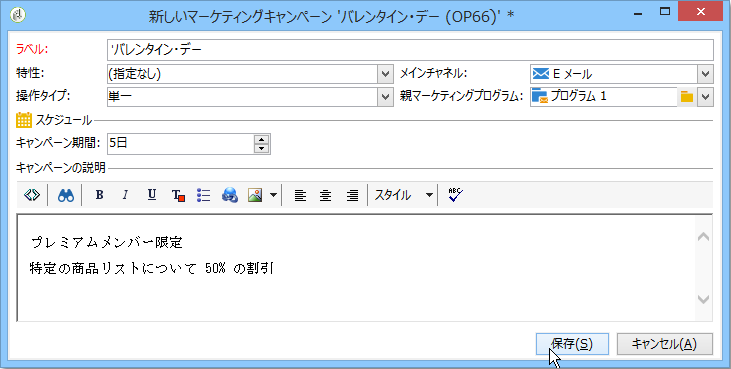 新しいマーケティングキャンペーン 'バレンタイン・デー (OP66)' *
ラベル: 'バレンタイン・デー
特性: (指定なし) メインチャネル: E メール
操作タイプ: 単一 親マーケティングプログラム: プログラム 1
スケジュール
キャンペーン期間: 5日
キャンペーンの説明
B I U T スタイル ABC
プレミアムメンバー限定
特定の商品リストについて 50% の割引
保存(S) キャンセル(A)